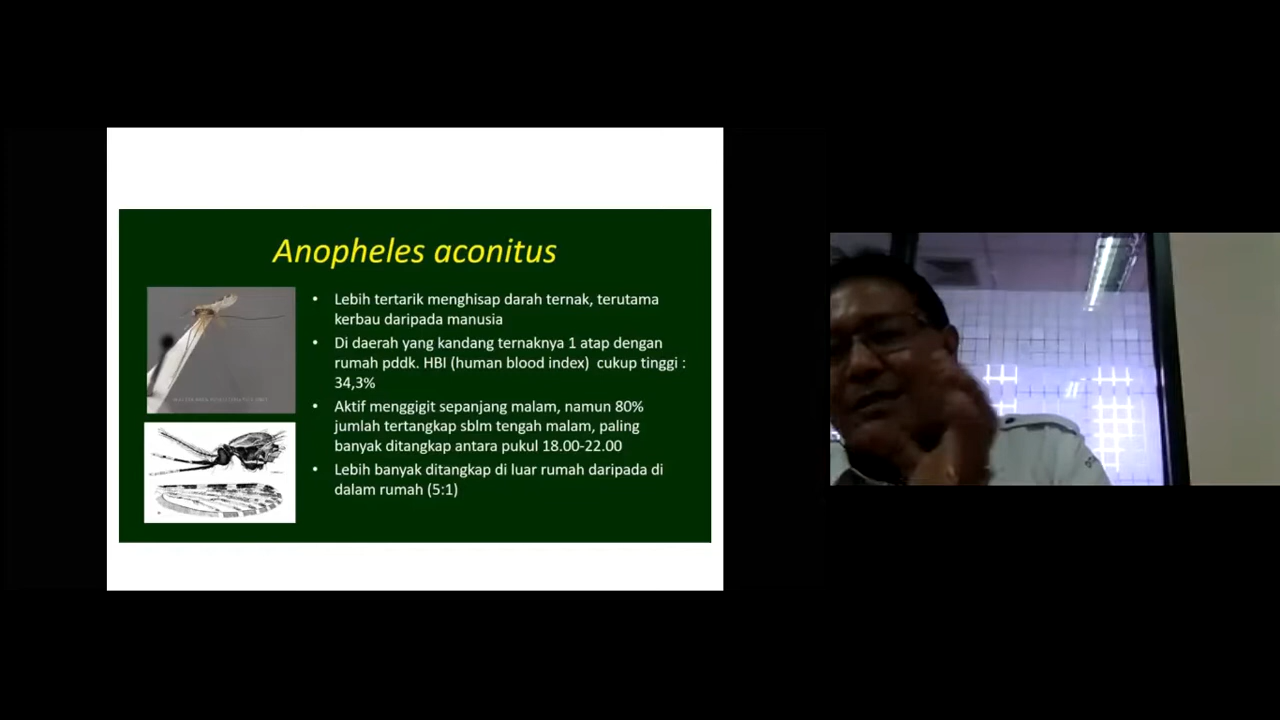 Anopheles aconitus
• Lebih tertarik menghisap darah ternak, terutama
kerbau daripada manusia
• Di daerah yang kandang ternaknya 1 atap dengan
rumah pddk. HBI (human blood index)  cukup tinggi :
34,3%
• Aktif menggigit sepanjang malam, namun 80%
jumlah tertangkap sblm tengah malam, paling
banyak ditangkap antara pukul 18.00-22.00
• Lebih banyak ditangkap di luar rumah daripada di
dalam rumah (5:1)